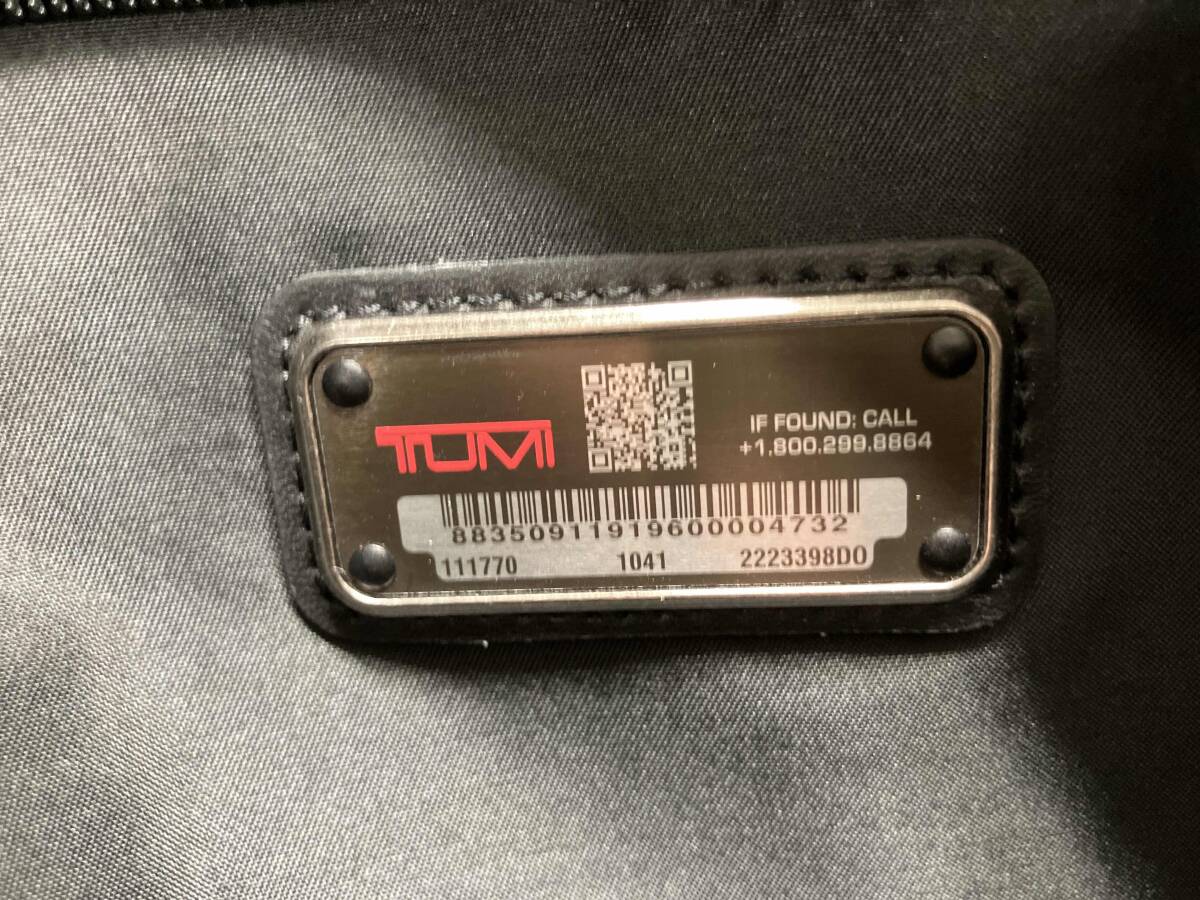 TUMI
IF FOUND: CALL
+1.800.299.8864
88350911919600004732
111770 1041 2223398DO